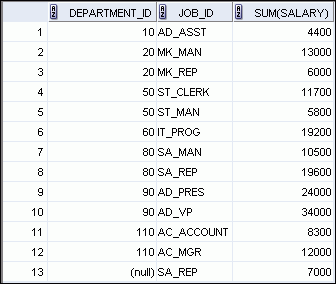 DEPARTMENT_ID JOB_ID SUM(SALARY)
1 10 AD_ASST 4400
2 20 MK_MAN 13000
3 20 MK_REP 6000
4 50 ST_CLERK 11700
5 50 ST_MAN 5800
6 60 IT_PROG 19200
7 80 SA_MAN 10500
8 80 SA_REP 19600
9 90 AD_PRES 24000
10 90 AD_VP 34000
11 110 AC_ACCOUNT 8300
12 110 AC_MGR 12000
13 (null) SA_REP 7000